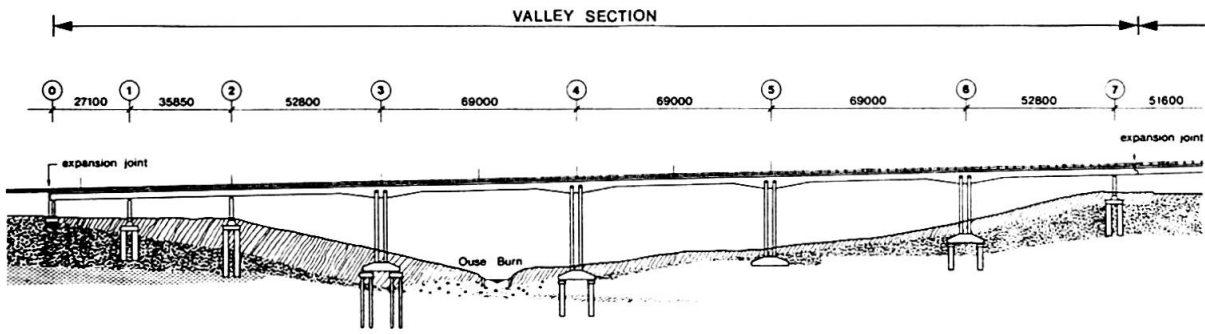 VALLEY SECTION
0 1 2 3 4 5 6 7
27100 35850 52800 69000 69000 69000 52800 51600
expansion joint
expansion joint
Ouse Burn